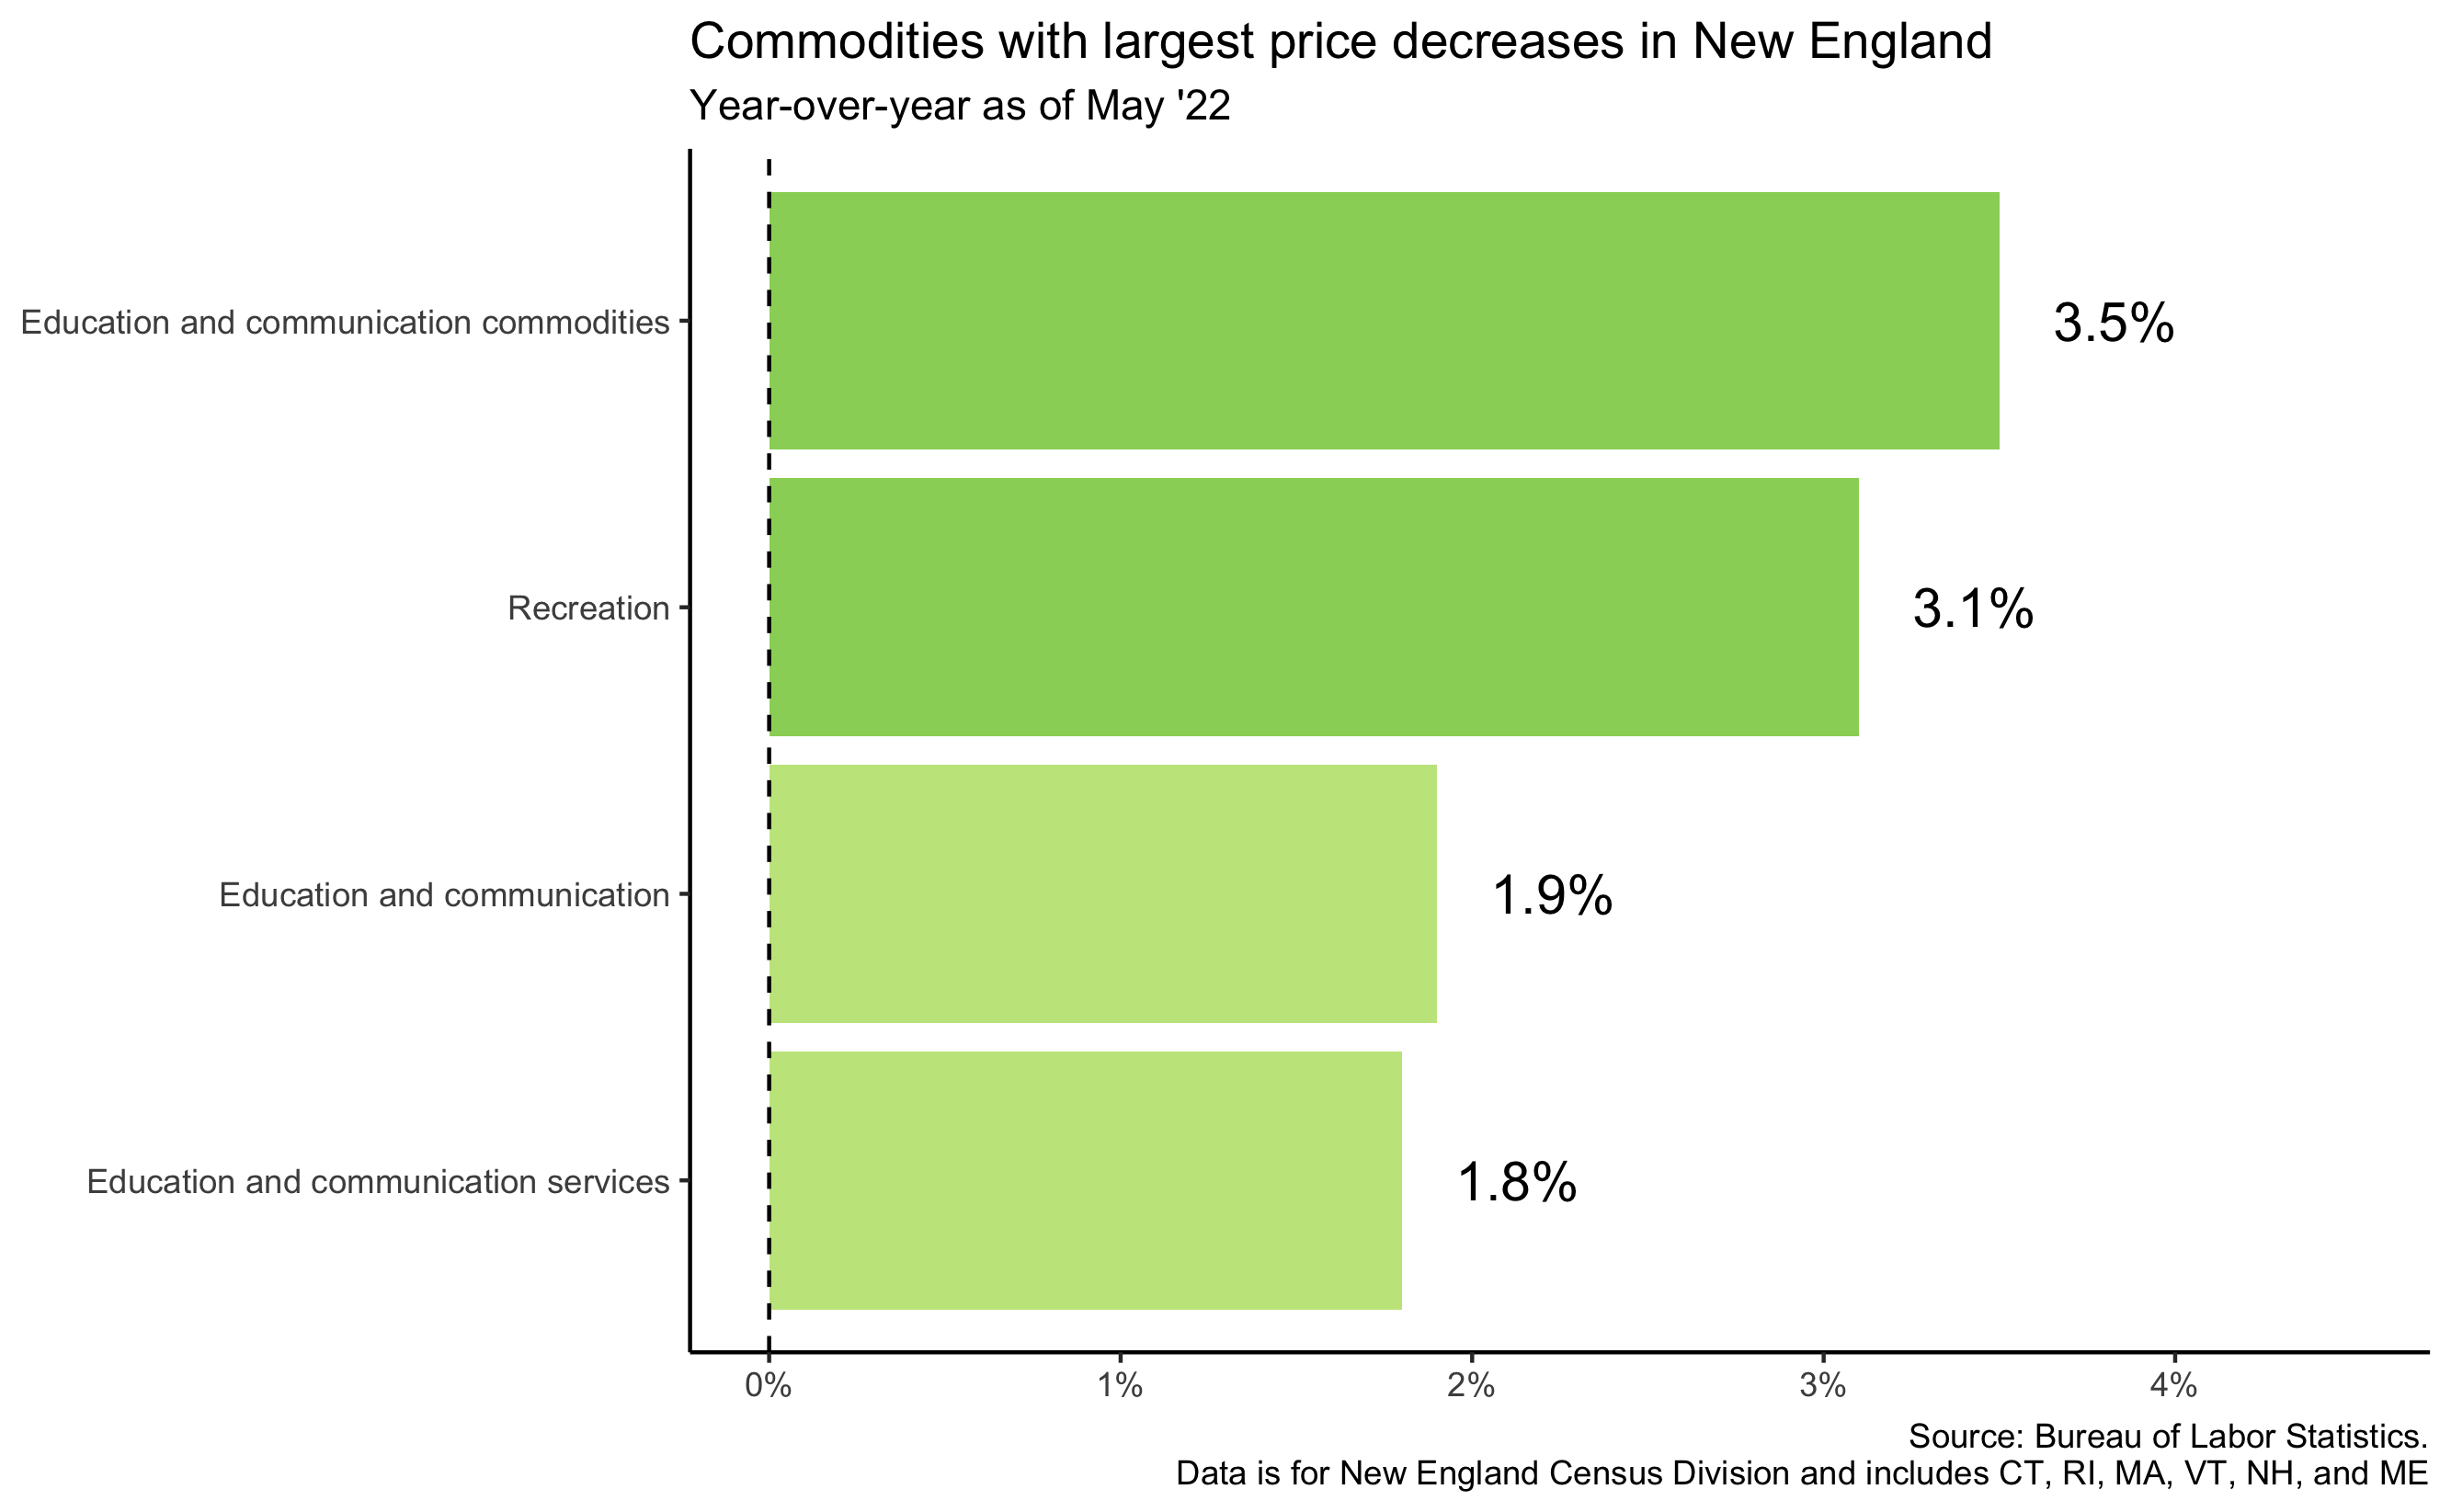 Commodities with largest price decreases in New England
Year-over-year as of May '22
Education and communication commodities
3.5%
Recreation
3.1%
Education and communication
1.9%
Education and communication services
1.8%
0%
1%
2%
3%
4%
Source: Bureau of Labor Statistics.
Data is for New England Census Division and includes CT, RI, MA, VT, NH, and ME